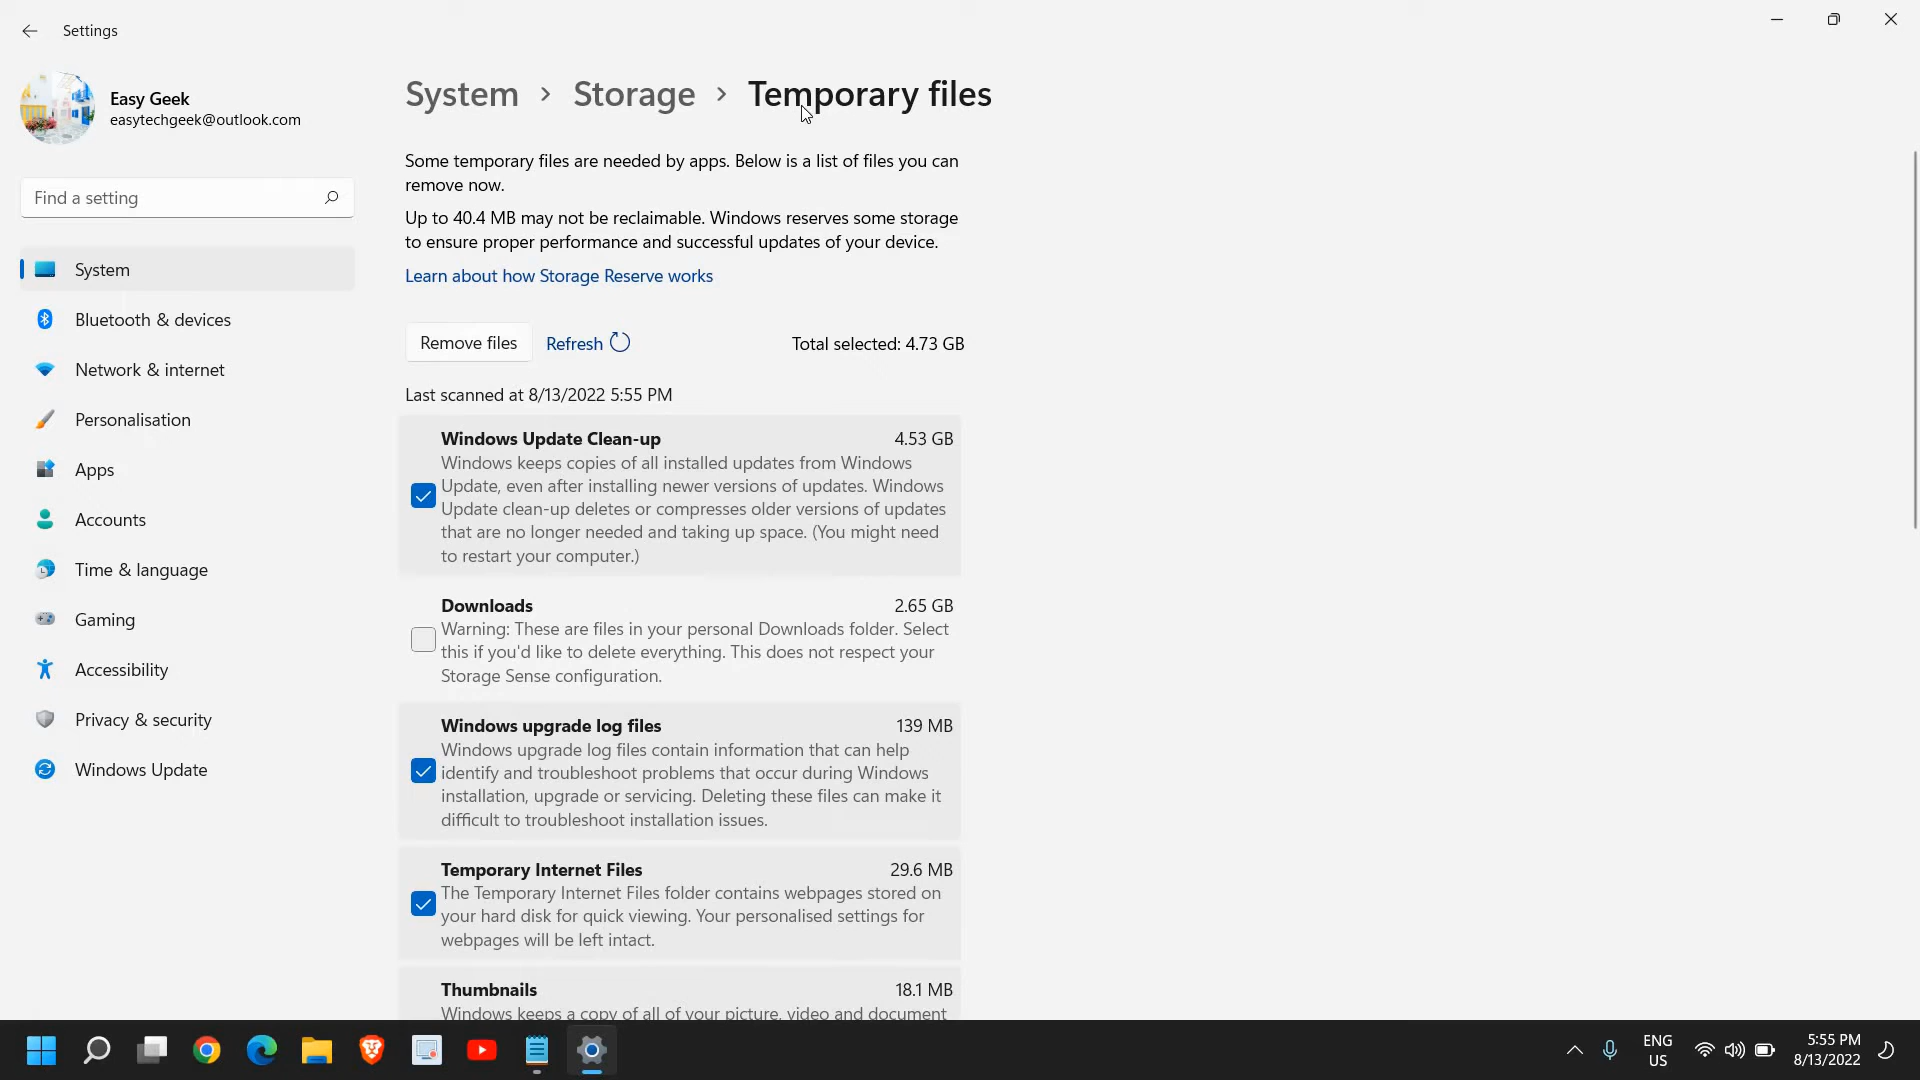 Settings
Easy Geek
easytechgeek@outlook.com
Find a setting
System
Bluetooth & devices
Network & internet
Personalisation
Apps
Accounts
Time & language
Gaming
Accessibility
Privacy & security
Windows Update
System > Storage > Temporary files
Some temporary files are needed by apps. Below is a list of files you can
remove now.
Up to 40.4 MB may not be reclaimable. Windows reserves some storage
to ensure proper performance and successful updates of your device.
Learn about how Storage Reserve works
Remove files Refresh Total selected: 4.73 GB
Last scanned at 8/13/2022 5:55 PM
Windows Update Clean-up 4.53 GB
Windows keeps copies of all installed updates from Windows
Update, even after installing newer versions of updates. Windows
Update clean-up deletes or compresses older versions of updates
that are no longer needed and taking up space. (You might need
to restart your computer.)
Downloads 2.65 GB
Warning: These are files in your personal Downloads folder. Select
this if you'd like to delete everything. This does not respect your
Storage Sense configuration.
Windows upgrade log files 139 MB
Windows upgrade log files contain information that can help
identify and troubleshoot problems that occur during Windows
installation, upgrade or servicing. Deleting these files can make it
difficult to troubleshoot installation issues.
Temporary Internet Files 29.6 MB
The Temporary Internet Files folder contains webpages stored on
your hard disk for quick viewing. Your personalised settings for
webpages will be left intact.
Thumbnails 18.1 MB
Windows keeps a copy of all of your picture, video and document
ENG
US
5:55 PM
8/13/2022